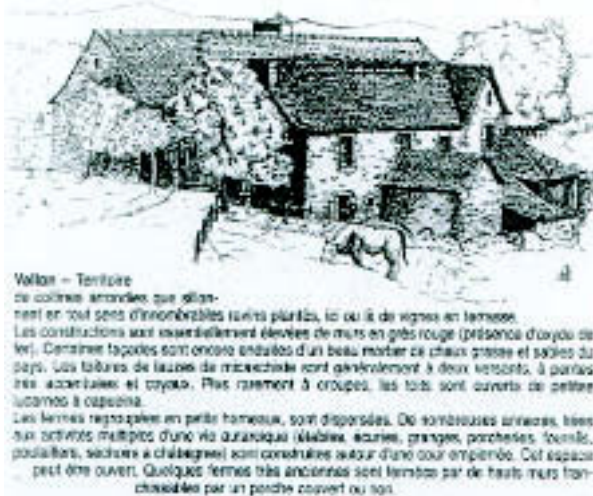 Vallon – Territoire
de collines arrondies que sillon-
nent en tout sens d'innombrables ravins plantés, ici ou là de vignes en terrasse.
Les constructions sont essentiellement élevées de murs en grès rouge (présence d'oxyde de
fer). Certaines façades sont encore enduites d'un beau mortier de chaux grasse et sables du
pays. Les toitures de lauzes de micaschiste sont généralement à deux versants, à pentes
très accentuées et coyaux. Plus rarement à croupes, les toits sont ouverts de petites
lucarnes à capucine.
Les fermes regroupées en petits hameaux, sont dispersées. De nombreuses annexes, liées
aux activités multiples d'une vie autarcique (étables, écuries, granges, porcheries, fournils,
poulaillers, séchoirs à châtaignes) sont construites autour d'une cour empierrée. Cet espace
peut être ouvert. Quelques fermes très anciennes sont fermées par de hauts murs fran-
chissables par un porche couvert ou non.